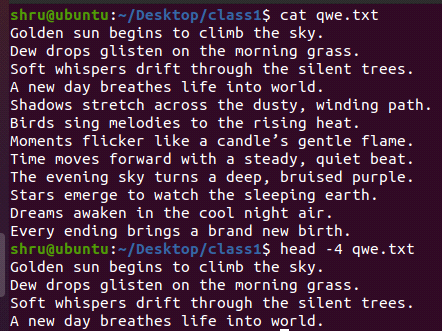 shru@ubuntu:~/Desktop/class1$ cat qwe.txt
Golden sun begins to climb the sky.
Dew drops glisten on the morning grass.
Soft whispers drift through the silent trees.
A new day breathes life into world.
Shadows stretch across the dusty, winding path.
Birds sing melodies to the rising heat.
Moments flicker like a candle’s gentle flame.
Time moves forward with a steady, quiet beat.
The evening sky turns a deep, bruised purple.
Stars emerge to watch the sleeping earth.
Dreams awaken in the cool night air.
Every ending brings a brand new birth.
shru@ubuntu:~/Desktop/class1$ head -4 qwe.txt
Golden sun begins to climb the sky.
Dew drops glisten on the morning grass.
Soft whispers drift through the silent trees.
A new day breathes life into world.